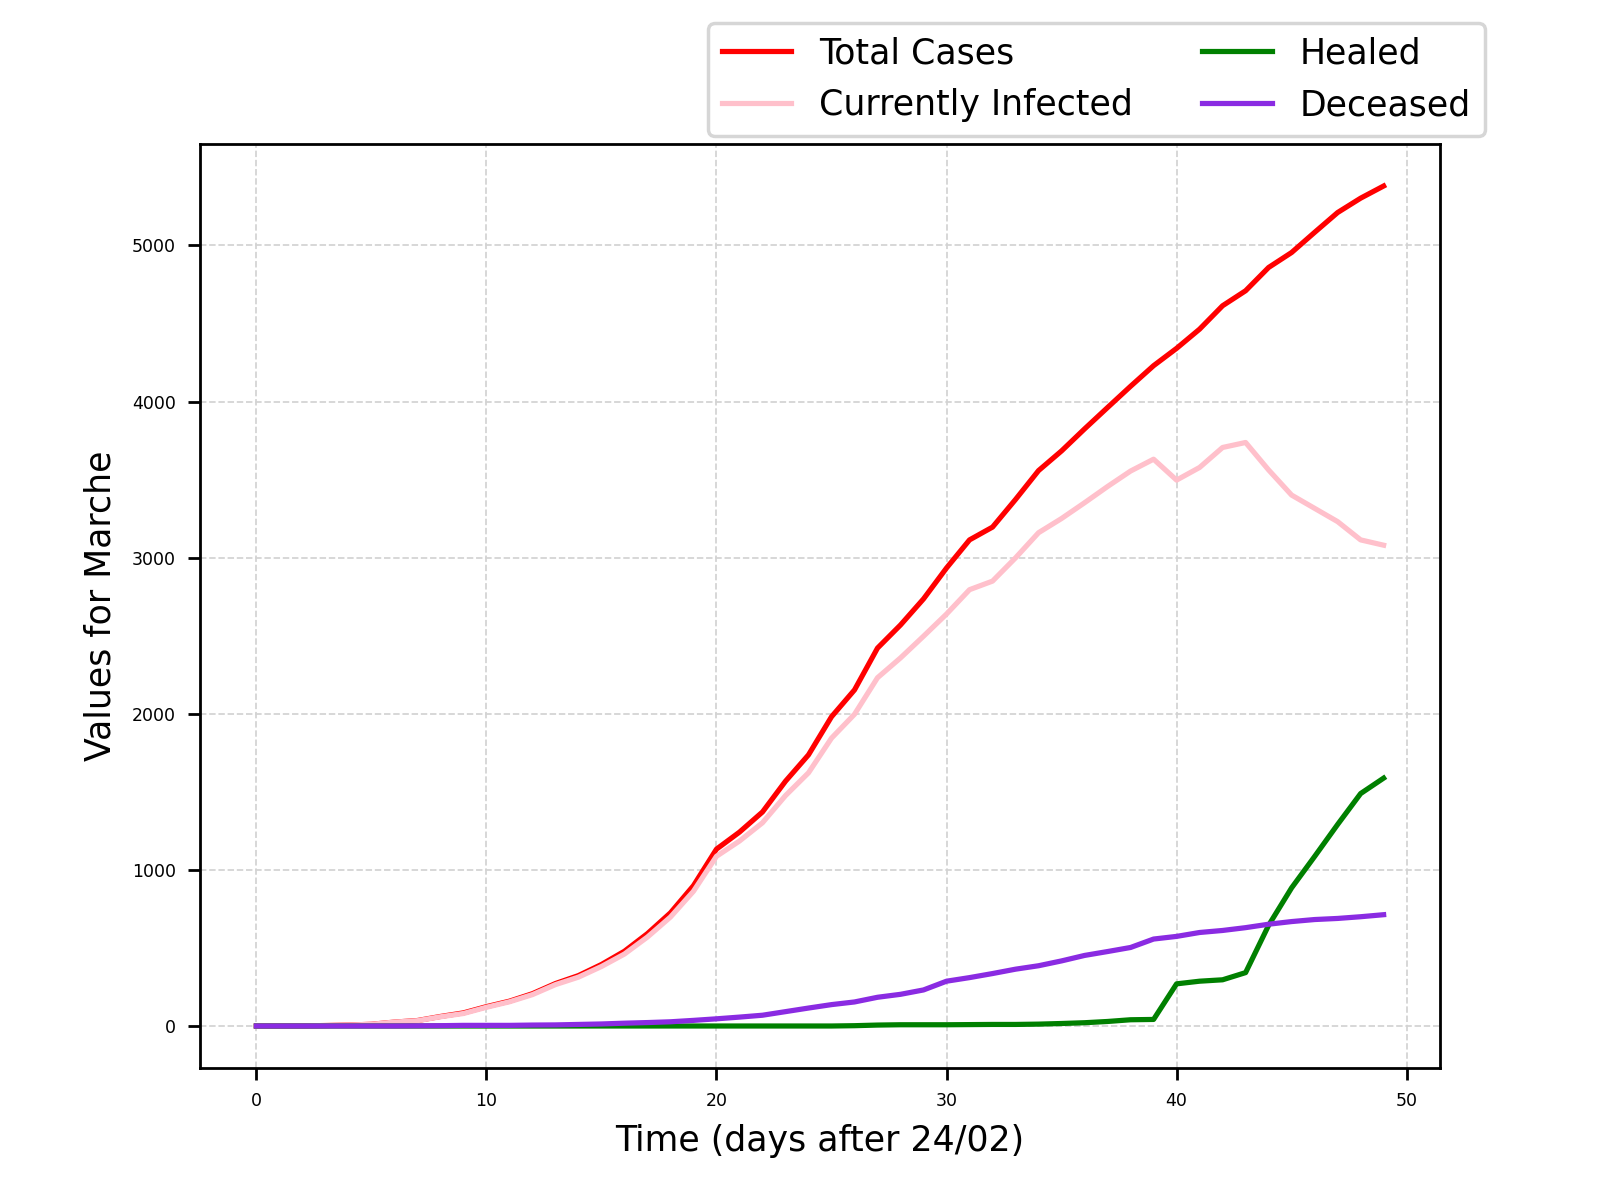 Total Cases
Currently Infected
Healed
Deceased
5000
4000
3000
2000
1000
0
Values for Marche
0 10 20 30 40 50
Time (days after 24/02)